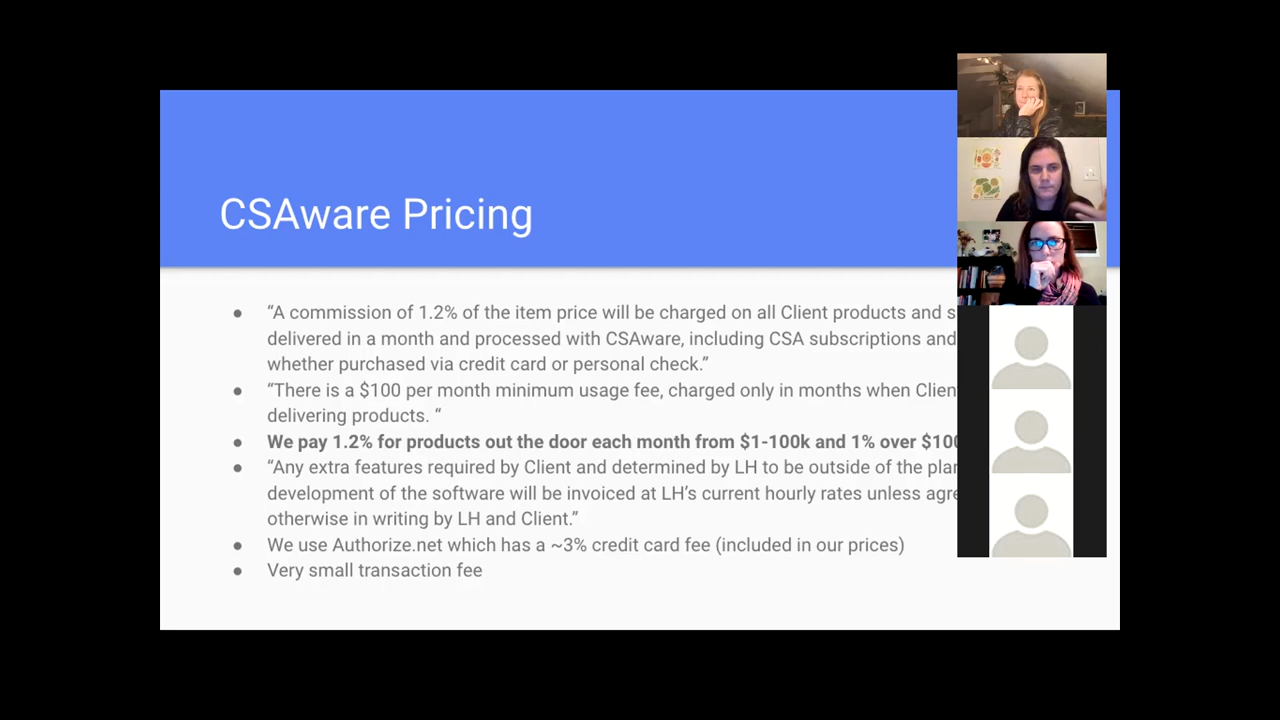 CSAware Pricing
● “A commission of 1.2% of the item price will be charged on all Client products and
delivered in a month and processed with CSAware, including CSA subscriptions and
whether purchased via credit card or personal check.”
● “There is a $100 per month minimum usage fee, charged only in months when
delivering products. “
● We pay 1.2% for products out the door each month from $1-100k and 1% over
● “Any extra features required by Client and determined by LH to be outside of the
development of the software will be invoiced at LH’s current hourly rates unless
otherwise in writing by LH and Client.”
● We use Authorize.net which has a ~3% credit card fee (included in our prices)
● Very small transaction fee